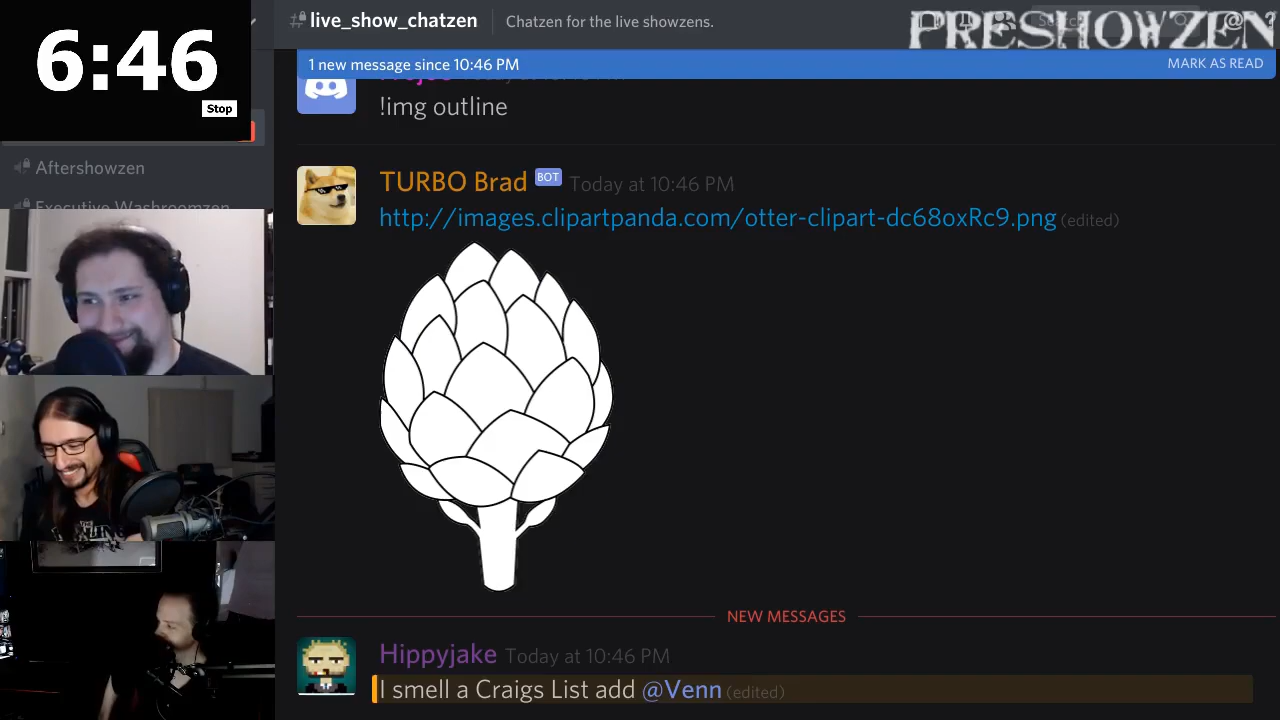 6:46
Stop
live_show_chatzen
Chatzen for the live showzens.
PRESHOWZEN
1 new message since 10:46 PM
MARK AS READ
!img outline
Aftershowzen
Executive Washroomzen
TURBO Brad BOT Today at 10:46 PM
http://images.clipartpanda.com/otter-clipart-dc68oxRc9.png (edited)
NEW MESSAGES
Hippyjake Today at 10:46 PM
I smell a Craigs List add @Venn (edited)